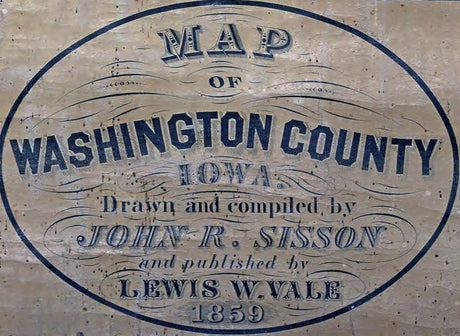 MAP
OF
WASHINGTON COUNTY
IOWA.
Drawn and compiled by
JOHN R. SISSON
and published by
LEWIS W. VALE
1859